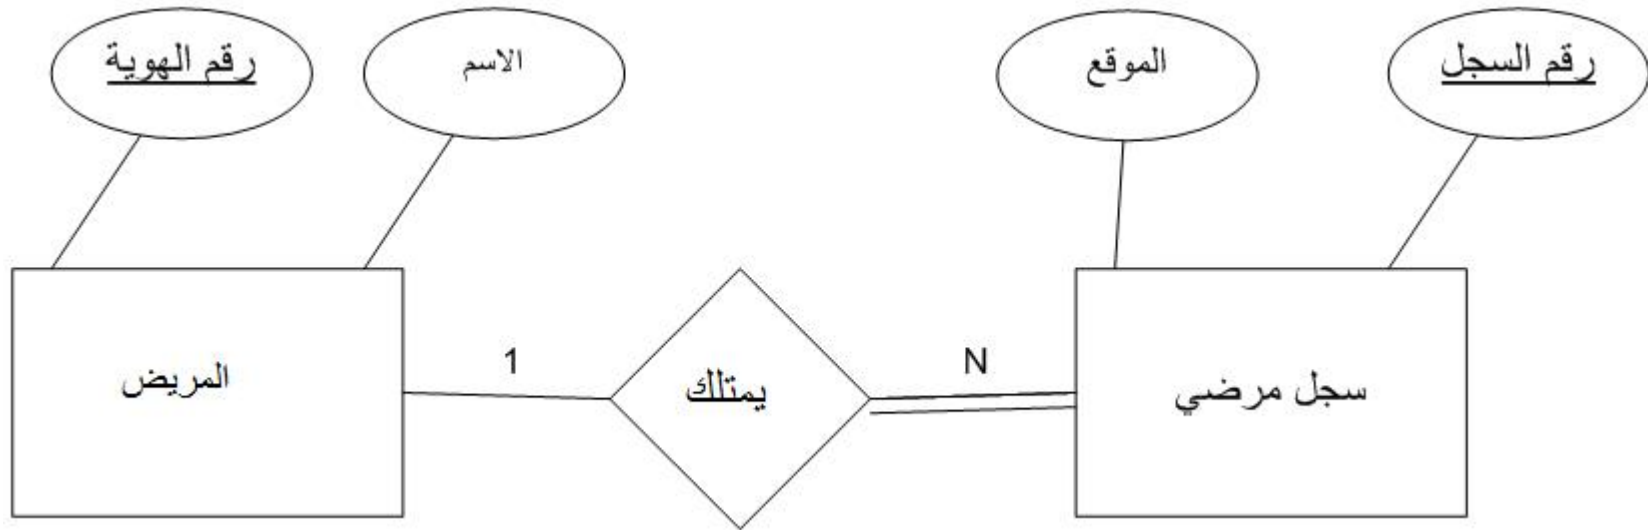 رقم الهوية
الاسم
الموقع
رقم السجل
المريض
1
يمتلك
N
سجل مرضي